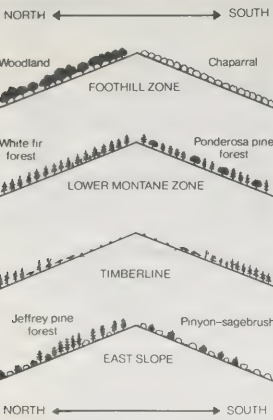 NORTH SOUTH
Woodland Chaparral
FOOTHILL ZONE
White fir Ponderosa pine
forest forest
LOWER MONTANE ZONE
TIMBERLINE
Jeffrey pine Pinyon–sagebrush
forest
EAST SLOPE
NORTH SOUTH